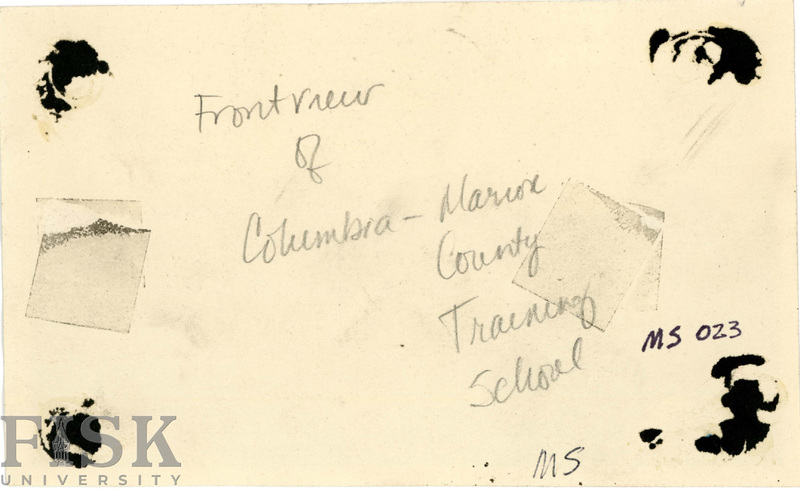 Front view
of
Columbia - Marion
County
Training
School
MS 023
MS
FISK
UNIVERSITY